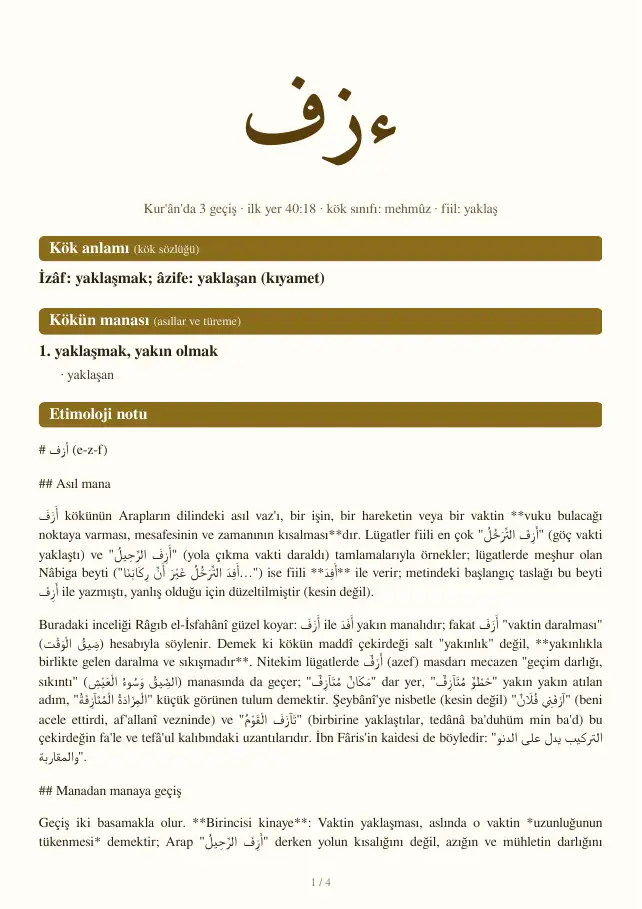 ءزف
Kur'ân'da 3 geçiş · ilk yer 40:18 · kök sınıfı: mehmûz · fiil: yaklaş
Kök anlamı (kök sözlüğü)
İzâf: yaklaşmak; âzife: yaklaşan (kıyamet)
Kökün manası (asıllar ve türeme)
1. yaklaşmak, yakın olmak
· yaklaşan
Etimoloji notu
# أزف (e-z-f)
## Asıl mana
أَزَفَ kökünün Arapların dilindeki asıl vaz'ı, bir işin, bir hareketin veya bir vaktin **vuku bulacağı
noktaya varması, mesafesinin ve zamanının kısalması**dır. Lügatler fiili en çok "أَزِفَ التَّرَحُّلُ" (göç vakti
yaklaştı) ve "أَزِفَ الرَّحِيلُ" (yola çıkma vakti daraldı) tamlamalarıyla örnekler; lügatlerde meşhur olan
Nâbiga beyti ("أَفِدَ التَّرَحُّلُ غَيْرَ أَنَّ رِكَابَنَا…") ise fiili **أَفِدَ** ile verir; metindeki başlangıç taslağı bu beyti
أَزِفَ ile yazmıştı, yanlış olduğu için düzeltilmiştir (kesin değil).
Buradaki inceliği Râgıb el-İsfahânî güzel koyar: أَزَفَ ile أَفَدَ yakın manalıdır; fakat أَزَفَ "vaktin daralması"
(ضِيقُ الْوَقْتِ) hesabıyla söylenir. Demek ki kökün maddî çekirdeği salt "yakınlık" değil, **yakınlıkla
birlikte gelen daralma ve sıkışmadır**. Nitekim lügatlerde أَزَفٌ (azef) masdarı mecazen "geçim darlığı,
sıkıntı" (الضِّيقُ وَسُوءُ الْعَيْشِ) manasında da geçer; "مَكَانٌ مُتَآزِفٌ" dar yer, "خَطْوٌ مُتَآزِفٌ" yakın yakın atılan
adım, "الْمِزَادَةُ الْمُتَآزِفَةُ" küçük görünen tulum demektir. Şeybânî'ye nisbetle (kesin değil) "آزَفَنِي فُلَانٌ" (beni
acele ettirdi, af'allanî vezninde) ve "تَآزَفَ الْقَوْمُ" (birbirine yaklaştılar, tedânâ ba'duhüm min ba'd) bu
çekirdeğin fa'le ve tefâ'ul kalıbındaki uzantılarıdır. İbn Fâris'in kaidesi de böyledir: "التركيب يدل على الدنو
والمقاربة".
## Manadan manaya geçiş
Geçiş iki basamakla olur. **Birincisi kinaye**: Vaktin yaklaşması, aslında o vaktin *uzunluğunun
tükenmesi* demektir; Arap "أَزِفَ الرَّحِيلُ" derken yolun kısalığını değil, azığın ve mühletin darlığını
1 / 4